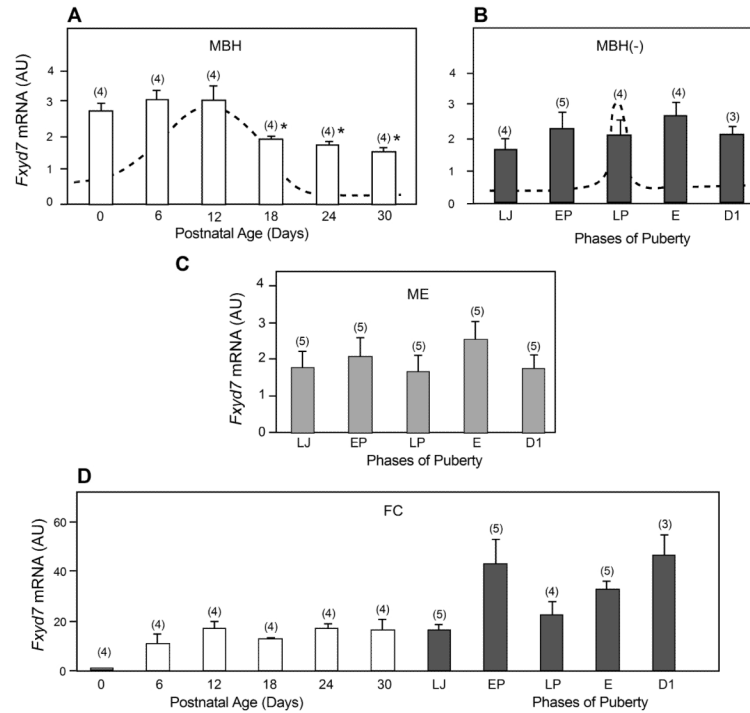 A
MBH
Fxyd7 mRNA (AU)
4
3
2
1
0
(4)
(4)
(4)
(4)*
(4)*
(4)*
0 6 12 18 24 30
Postnatal Age (Days)
B
MBH(-)
4
3
2
1
0
(4)
(5)
(4)
(4)
(3)
LJ EP LP E D1
Phases of Puberty
C
ME
Fxyd7 mRNA (AU)
4
3
2
1
0
(5)
(5)
(5)
(5)
(5)
LJ EP LP E D1
Phases of Puberty
D
FC
Fxyd7 mRNA (AU)
60
40
20
0
(4)
(4)
(4)
(4)
(4)
(4)
(5)
(5)
(4)
(5)
(3)
0 6 12 18 24 30 LJ EP LP E D1
Postnatal Age (Days) Phases of Puberty